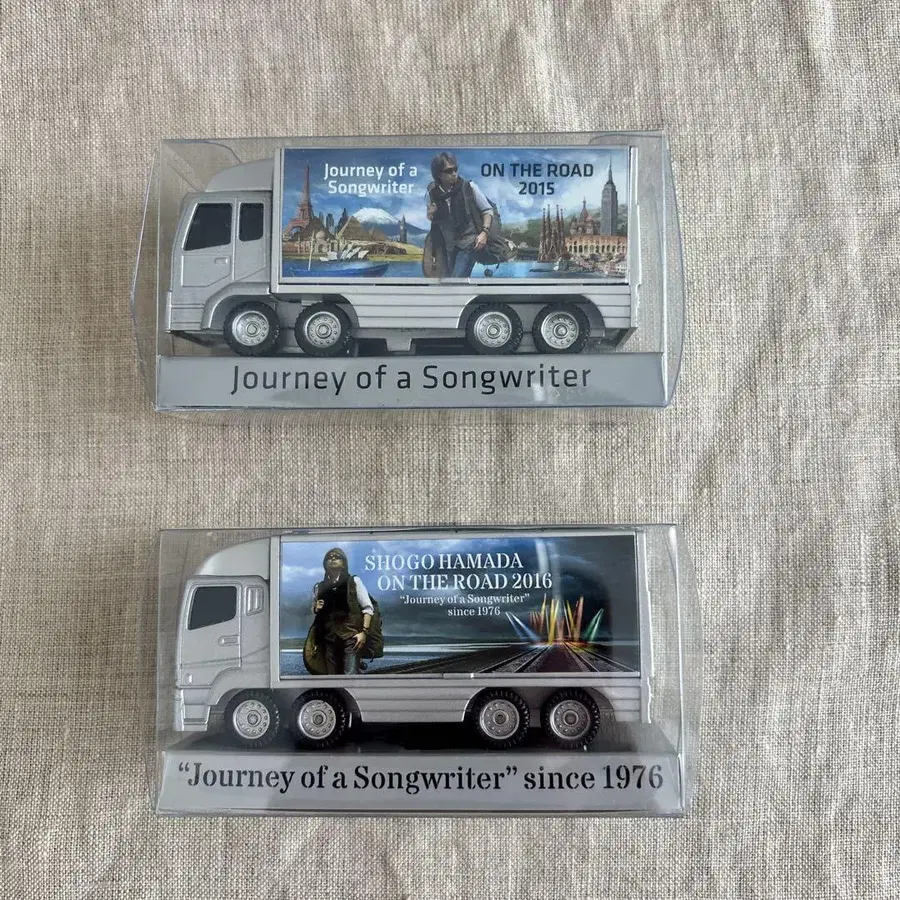 Journey of a
Songwriter
ON THE ROAD
2015
Journey of a Songwriter
SHOGO HAMADA
ON THE ROAD 2016
“Journey of a Songwriter”
since 1976
“Journey of a Songwriter” since 1976